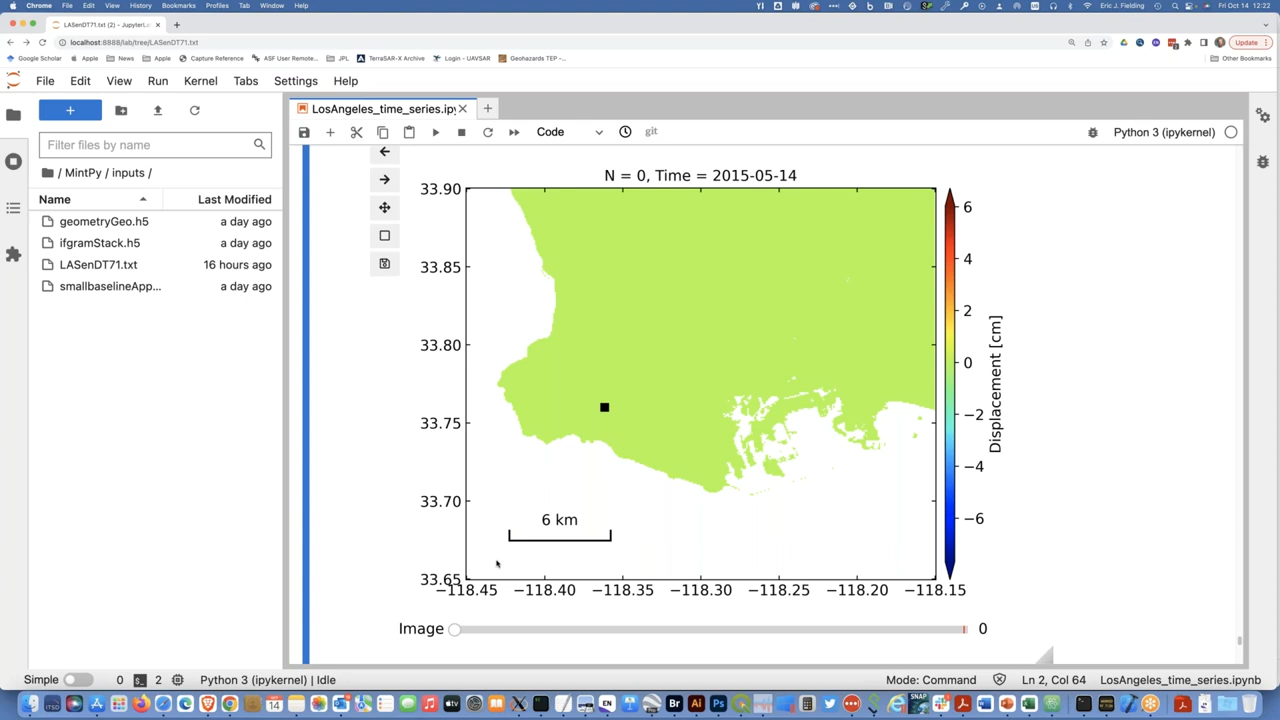 Chrome File Edit View History Bookmarks Profiles Tab Window Help
Eric J. Fielding Fri Oct 14 12:22
LASenDT71.txt (2) - JupyterL
localhost:8888/lab/tree/LASenDT71.txt
Update
Google Scholar Apple News Apple Capture Reference ASF User Remote... JPL TerraSAR-X Archive Login - UAVSAR Geohazards TEP -...
Other Bookmarks
File Edit View Run Kernel Tabs Settings Help
LosAngeles_time_series.ipy
Filter files by name
Code
git
Python 3 (ipykernel)
/ MintPy / inputs /
Name Last Modified
geometryGeo.h5 a day ago
ifgramStack.h5 a day ago
LASenDT71.txt 16 hours ago
smallbaselineApp... a day ago
N = 0, Time = 2015-05-14
33.90
33.85
33.80
33.75
33.70
33.65
6 km
−118.45 −118.40 −118.35 −118.30 −118.25 −118.20 −118.15
6
4
2
0
−2
−4
−6
Displacement [cm]
Image 0
Simple 0 2 Python 3 (ipykernel) | Idle
Mode: Command Ln 2, Col 64 LosAngeles_time_series.ipynb